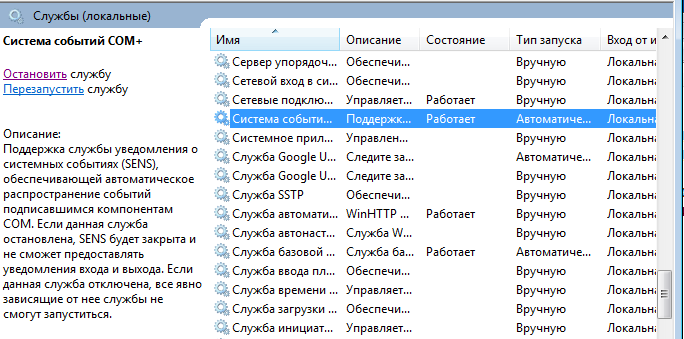 Службы (локальные)
Система событий COM+
Остановить службу
Перезапустить службу
Описание:
Поддержка службы уведомления о
системных событиях (SENS),
обеспечивающей автоматическое
распространение событий
подписавшимся компонентам
COM. Если данная служба
остановлена, SENS будет закрыта и
не сможет предоставлять
уведомления входа и выхода. Если
данная служба отключена, все явно
зависящие от нее службы не
смогут запуститься.
Имя Описание Состояние Тип запуска Вход от и
Сервер упорядоч... Обеспечи... Вручную Локальна
Сетевой вход в си... Обеспечи... Вручную Локальна
Сетевые подклю... Управляет... Работает Вручную Локальна
Система событи... Поддержк... Работает Автоматиче... Локальна
Системное прил... Управлен... Вручную Локальна
Служба Google U... Следите за... Автоматиче... Локальна
Служба Google U... Следите за... Вручную Локальна
Служба SSTP Обеспечи... Вручную Локальна
Служба автомати... WinHTTP ... Работает Вручную Локальна
Служба автонаст... Служба W... Вручную Локальна
Служба базовой ... Служба ба... Работает Автоматиче... Локальна
Служба ввода пл... Обеспечи... Вручную Локальна
Служба времени ... Управляет... Вручную Локальна
Служба загрузки ... Обеспечи... Вручную Локальна
Служба инициат... Управляет... Вручную Локальна